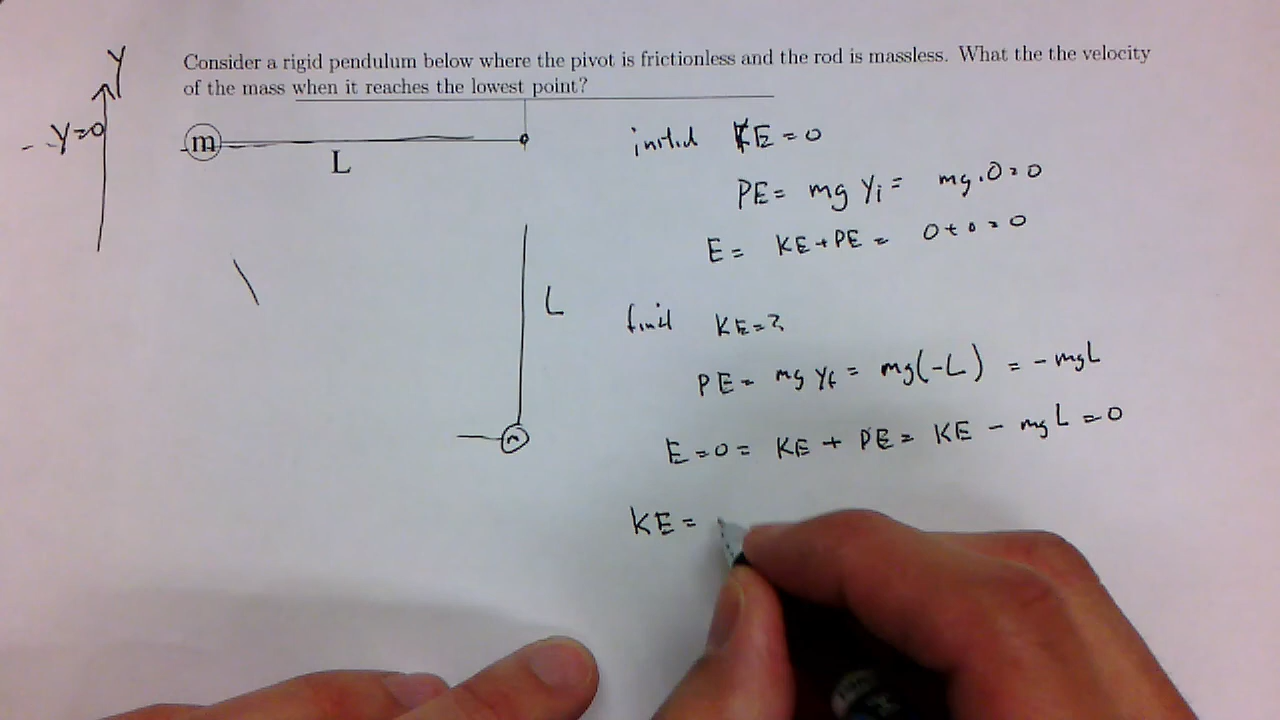 Y
Consider a rigid pendulum below where the pivot is frictionless and the rod is massless. What the the velocity
of the mass when it reaches the lowest point?
Y=0
m
L
initial KE = 0
PE = mg Yi = mg.0 = 0
E = KE + PE = 0 + 0 = 0
L
final KE = ?
PE = mg Yf = mg(-L) = - mgL
m
E = 0 = KE + PE = KE - mgL = 0
KE =